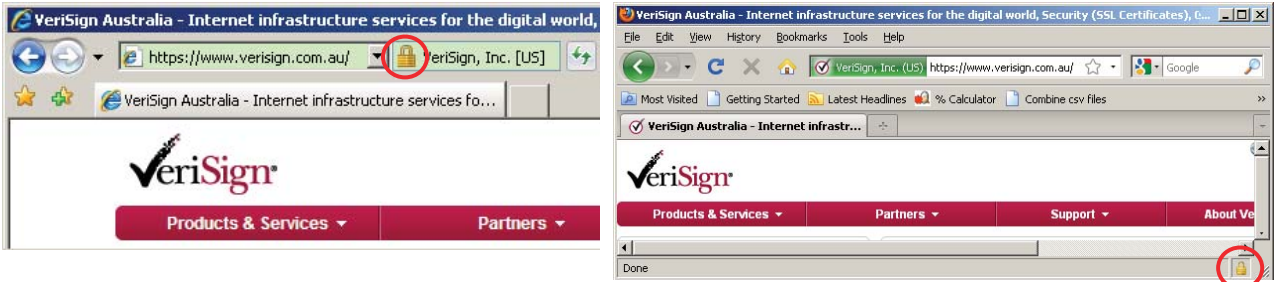 VeriSign Australia - Internet infrastructure services for the digital world,
https://www.verisign.com.au/ VeriSign, Inc. [US]
VeriSign Australia - Internet infrastructure services fo...
VeriSign
Products & Services Partners
VeriSign Australia - Internet infrastructure services for the digital world, Security (SSL Certificates),
File Edit View History Bookmarks Tools Help
VeriSign, Inc. (US) https://www.verisign.com.au/ Google
Most Visited Getting Started Latest Headlines % Calculator Combine csv files »
VeriSign Australia - Internet infrastr...
VeriSign
Products & Services Partners Support About Ve
Done